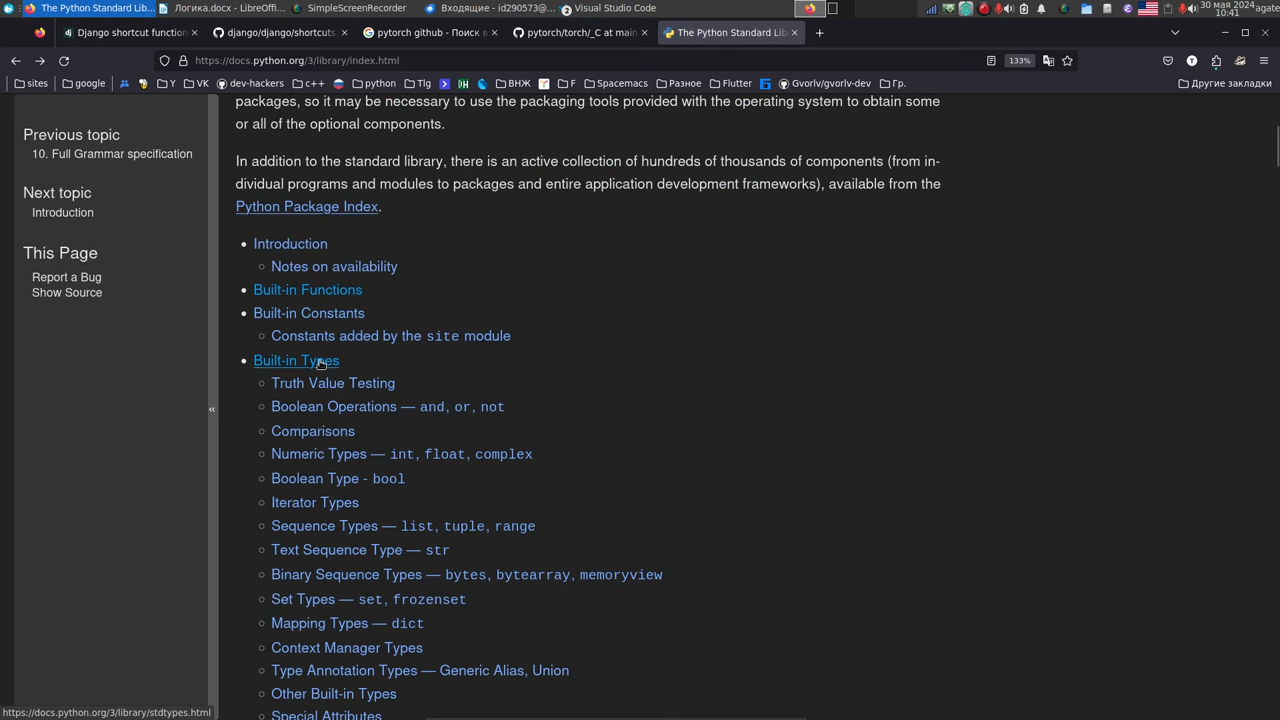 The Python Standard Lib...
Логика.docx - LibreOffi...
SimpleScreenRecorder
Входящие - id290573@...
2 Visual Studio Code
30 мая 2024
10:41
agate
Django shortcut function
django/django/shortcuts.
pytorch github - Поиск в
pytorch/torch/_C at main
The Python Standard Lib
https://docs.python.org/3/library/index.html
133%
sites
google
Y
VK
dev-hackers
c++
python
Tlg
ВНЖ
F
Spacemacs
Разное
Flutter
Gvorlv/gvorlv-dev
Гр.
Другие закладки
Previous topic
10. Full Grammar specification
Next topic
Introduction
This Page
Report a Bug
Show Source
«
packages, so it may be necessary to use the packaging tools provided with the operating system to obtain some
or all of the optional components.
In addition to the standard library, there is an active collection of hundreds of thousands of components (from in-
dividual programs and modules to packages and entire application development frameworks), available from the
Python Package Index.
• Introduction
○ Notes on availability
• Built-in Functions
• Built-in Constants
○ Constants added by the site module
• Built-in Types
○ Truth Value Testing
○ Boolean Operations — and, or, not
○ Comparisons
○ Numeric Types — int, float, complex
○ Boolean Type - bool
○ Iterator Types
○ Sequence Types — list, tuple, range
○ Text Sequence Type — str
○ Binary Sequence Types — bytes, bytearray, memoryview
○ Set Types — set, frozenset
○ Mapping Types — dict
○ Context Manager Types
○ Type Annotation Types — Generic Alias, Union
○ Other Built-in Types
○ Special Attributes
https://docs.python.org/3/library/stdtypes.html